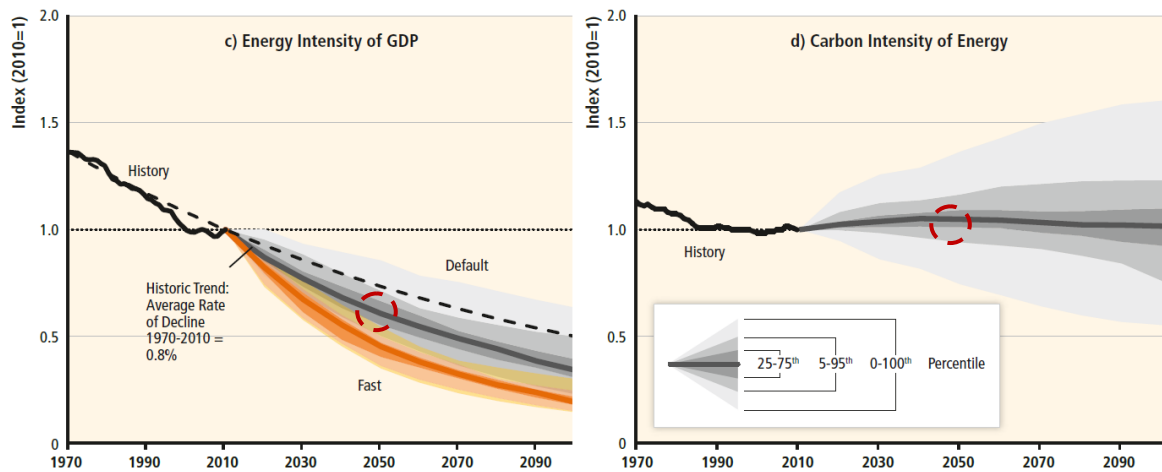 c) Energy Intensity of GDP
Index (2010=1)
2.0
1.5
1.0
0.5
0
History
Default
Historic Trend:
Average Rate
of Decline
1970-2010 =
0.8%
Fast
1970 1990 2010 2030 2050 2070 2090
d) Carbon Intensity of Energy
Index (2010=1)
2.0
1.5
1.0
0.5
0
History
25-75th 5-95th 0-100th Percentile
1970 1990 2010 2030 2050 2070 2090